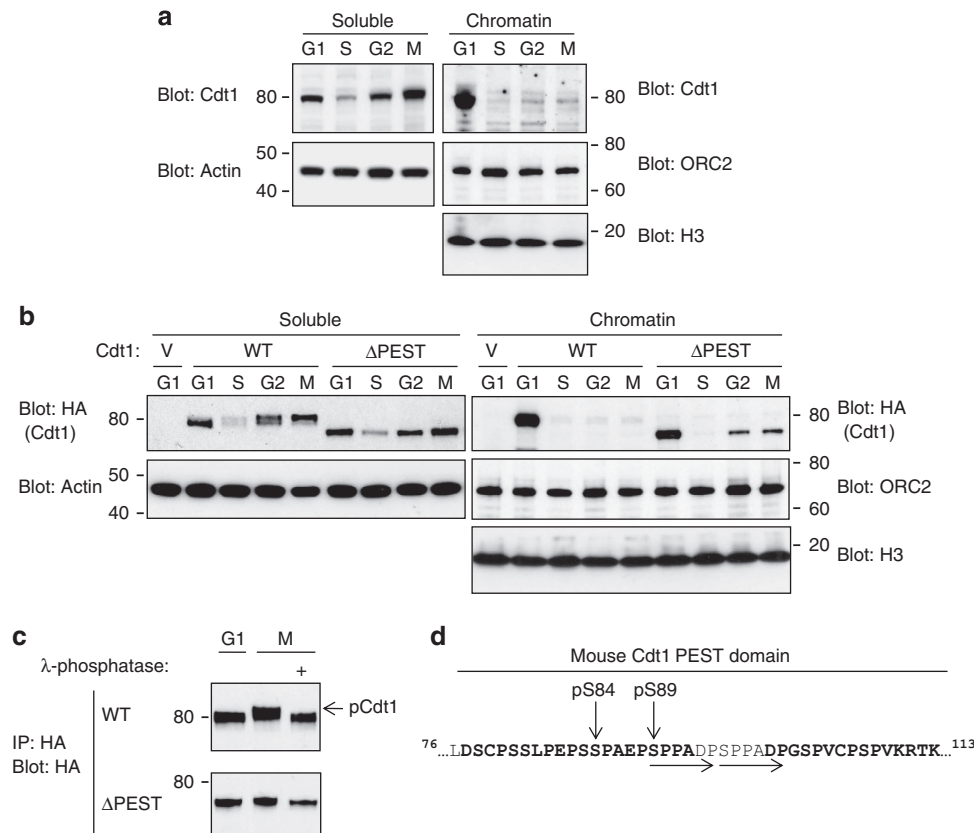 a
Soluble Chromatin
G1 S G2 M G1 S G2 M
Blot: Cdt1 80 – – 80 Blot: Cdt1
Blot: Actin 50 – 40 – – 80 – 60 Blot: ORC2
– 20 Blot: H3
b
Soluble Chromatin
Cdt1: V WT ΔPEST V WT ΔPEST
G1 G1 S G2 M G1 S G2 M G1 G1 S G2 M G1 S G2 M
Blot: HA (Cdt1) 80 – – 80 Blot: HA (Cdt1)
Blot: Actin 50 – 40 – – 80 – 60 Blot: ORC2
– 20 Blot: H3
c
G1 M
λ-phosphatase: +
IP: HA
Blot: HA
WT 80 – pCdt1
ΔPEST 80 –
d
Mouse Cdt1 PEST domain
pS84 pS89
76...LDSCPSSLPEPSSPAEPSPPADPSPPADPGSPVCPSPVKRTK...113